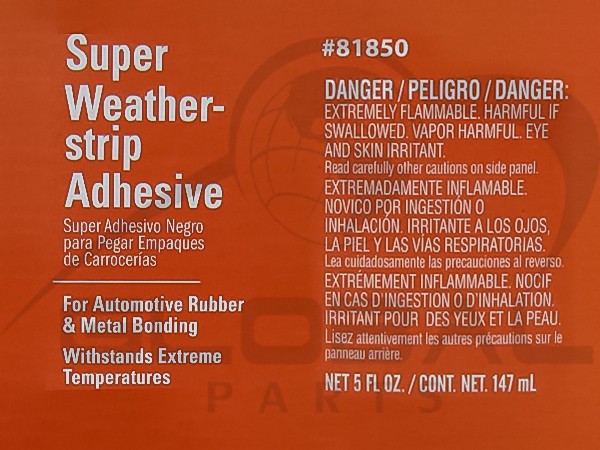 Super
Weather-
strip
Adhesive
Super Adhesivo Negro
para Pegar Empaques
de Carrocerías
For Automotive Rubber
& Metal Bonding
Withstands Extreme
Temperatures
#81850
DANGER / PELIGRO / DANGER:
EXTREMELY FLAMMABLE. HARMFUL IF
SWALLOWED. VAPOR HARMFUL. EYE
AND SKIN IRRITANT.
Read carefully other cautions on side panel.
EXTREMADAMENTE INFLAMABLE.
NOVICO POR INGESTIÓN O
INHALACIÓN. IRRITANTE A LOS OJOS,
LA PIEL Y LAS VÍAS RESPIRATORIAS.
Lea cuidadosamente las precauciones al reverso.
EXTRÉMEMENT INFLAMMABLE. NOCIF
EN CAS D'INGESTION O D'INHALATION.
IRRITANT POUR DES YEUX ET LA PEAU.
Lisez attentivement les autres précautions sur le
panneau arrière.
NET 5 FL OZ. / CONT. NET. 147 mL
GLOBAL
PARTS